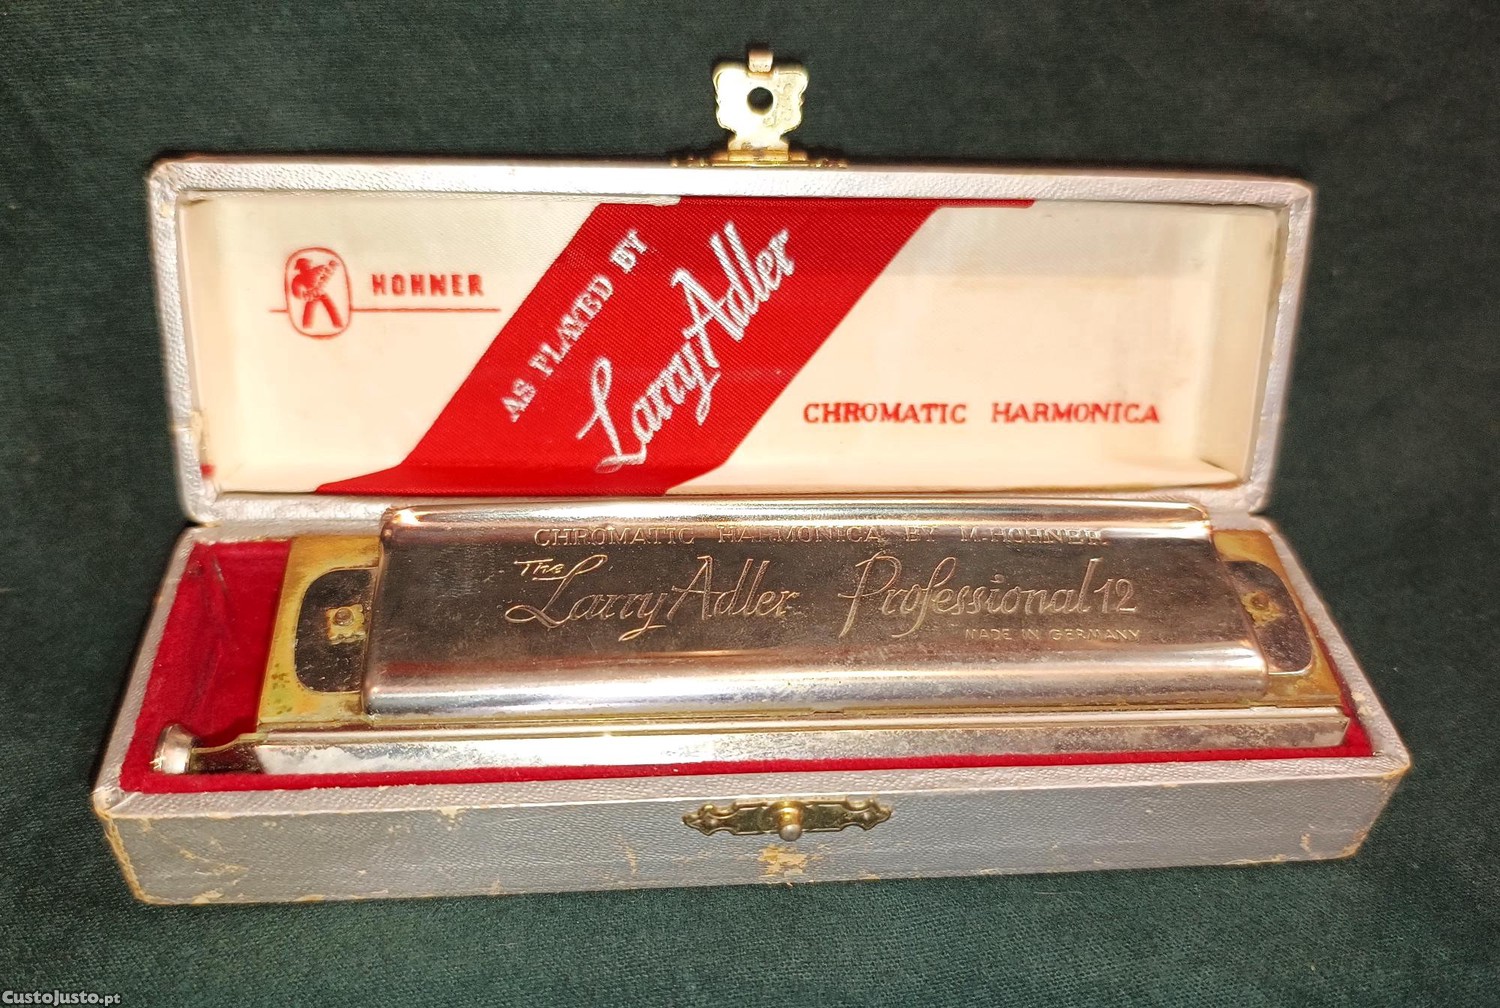 HOHNER
AS PLAYED BY
Larry Adler
CHROMATIC HARMONICA
CHROMATIC HARMONICA BY M. HOHNER
The Larry Adler Professional 12
MADE IN GERMANY
CustoJusto.pt